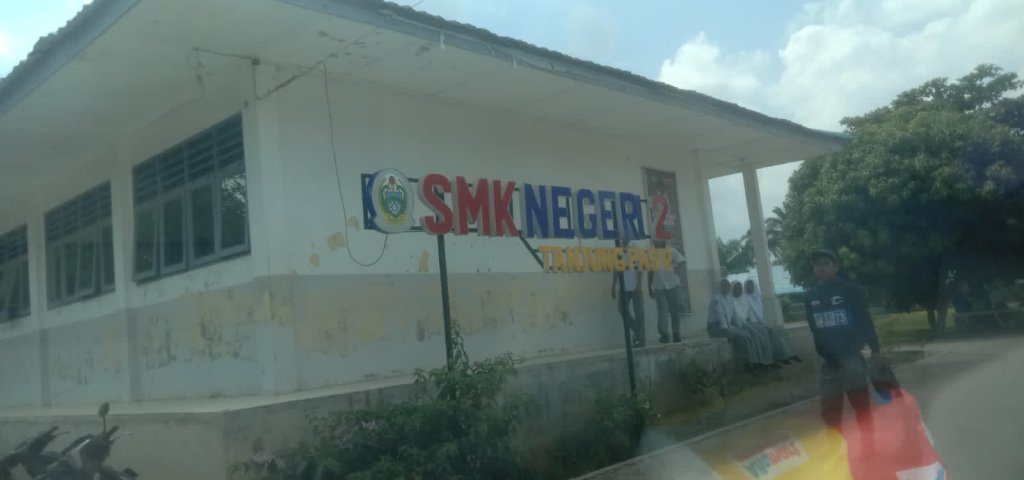 SMK NEGERI 2
TANJUNG PASIR